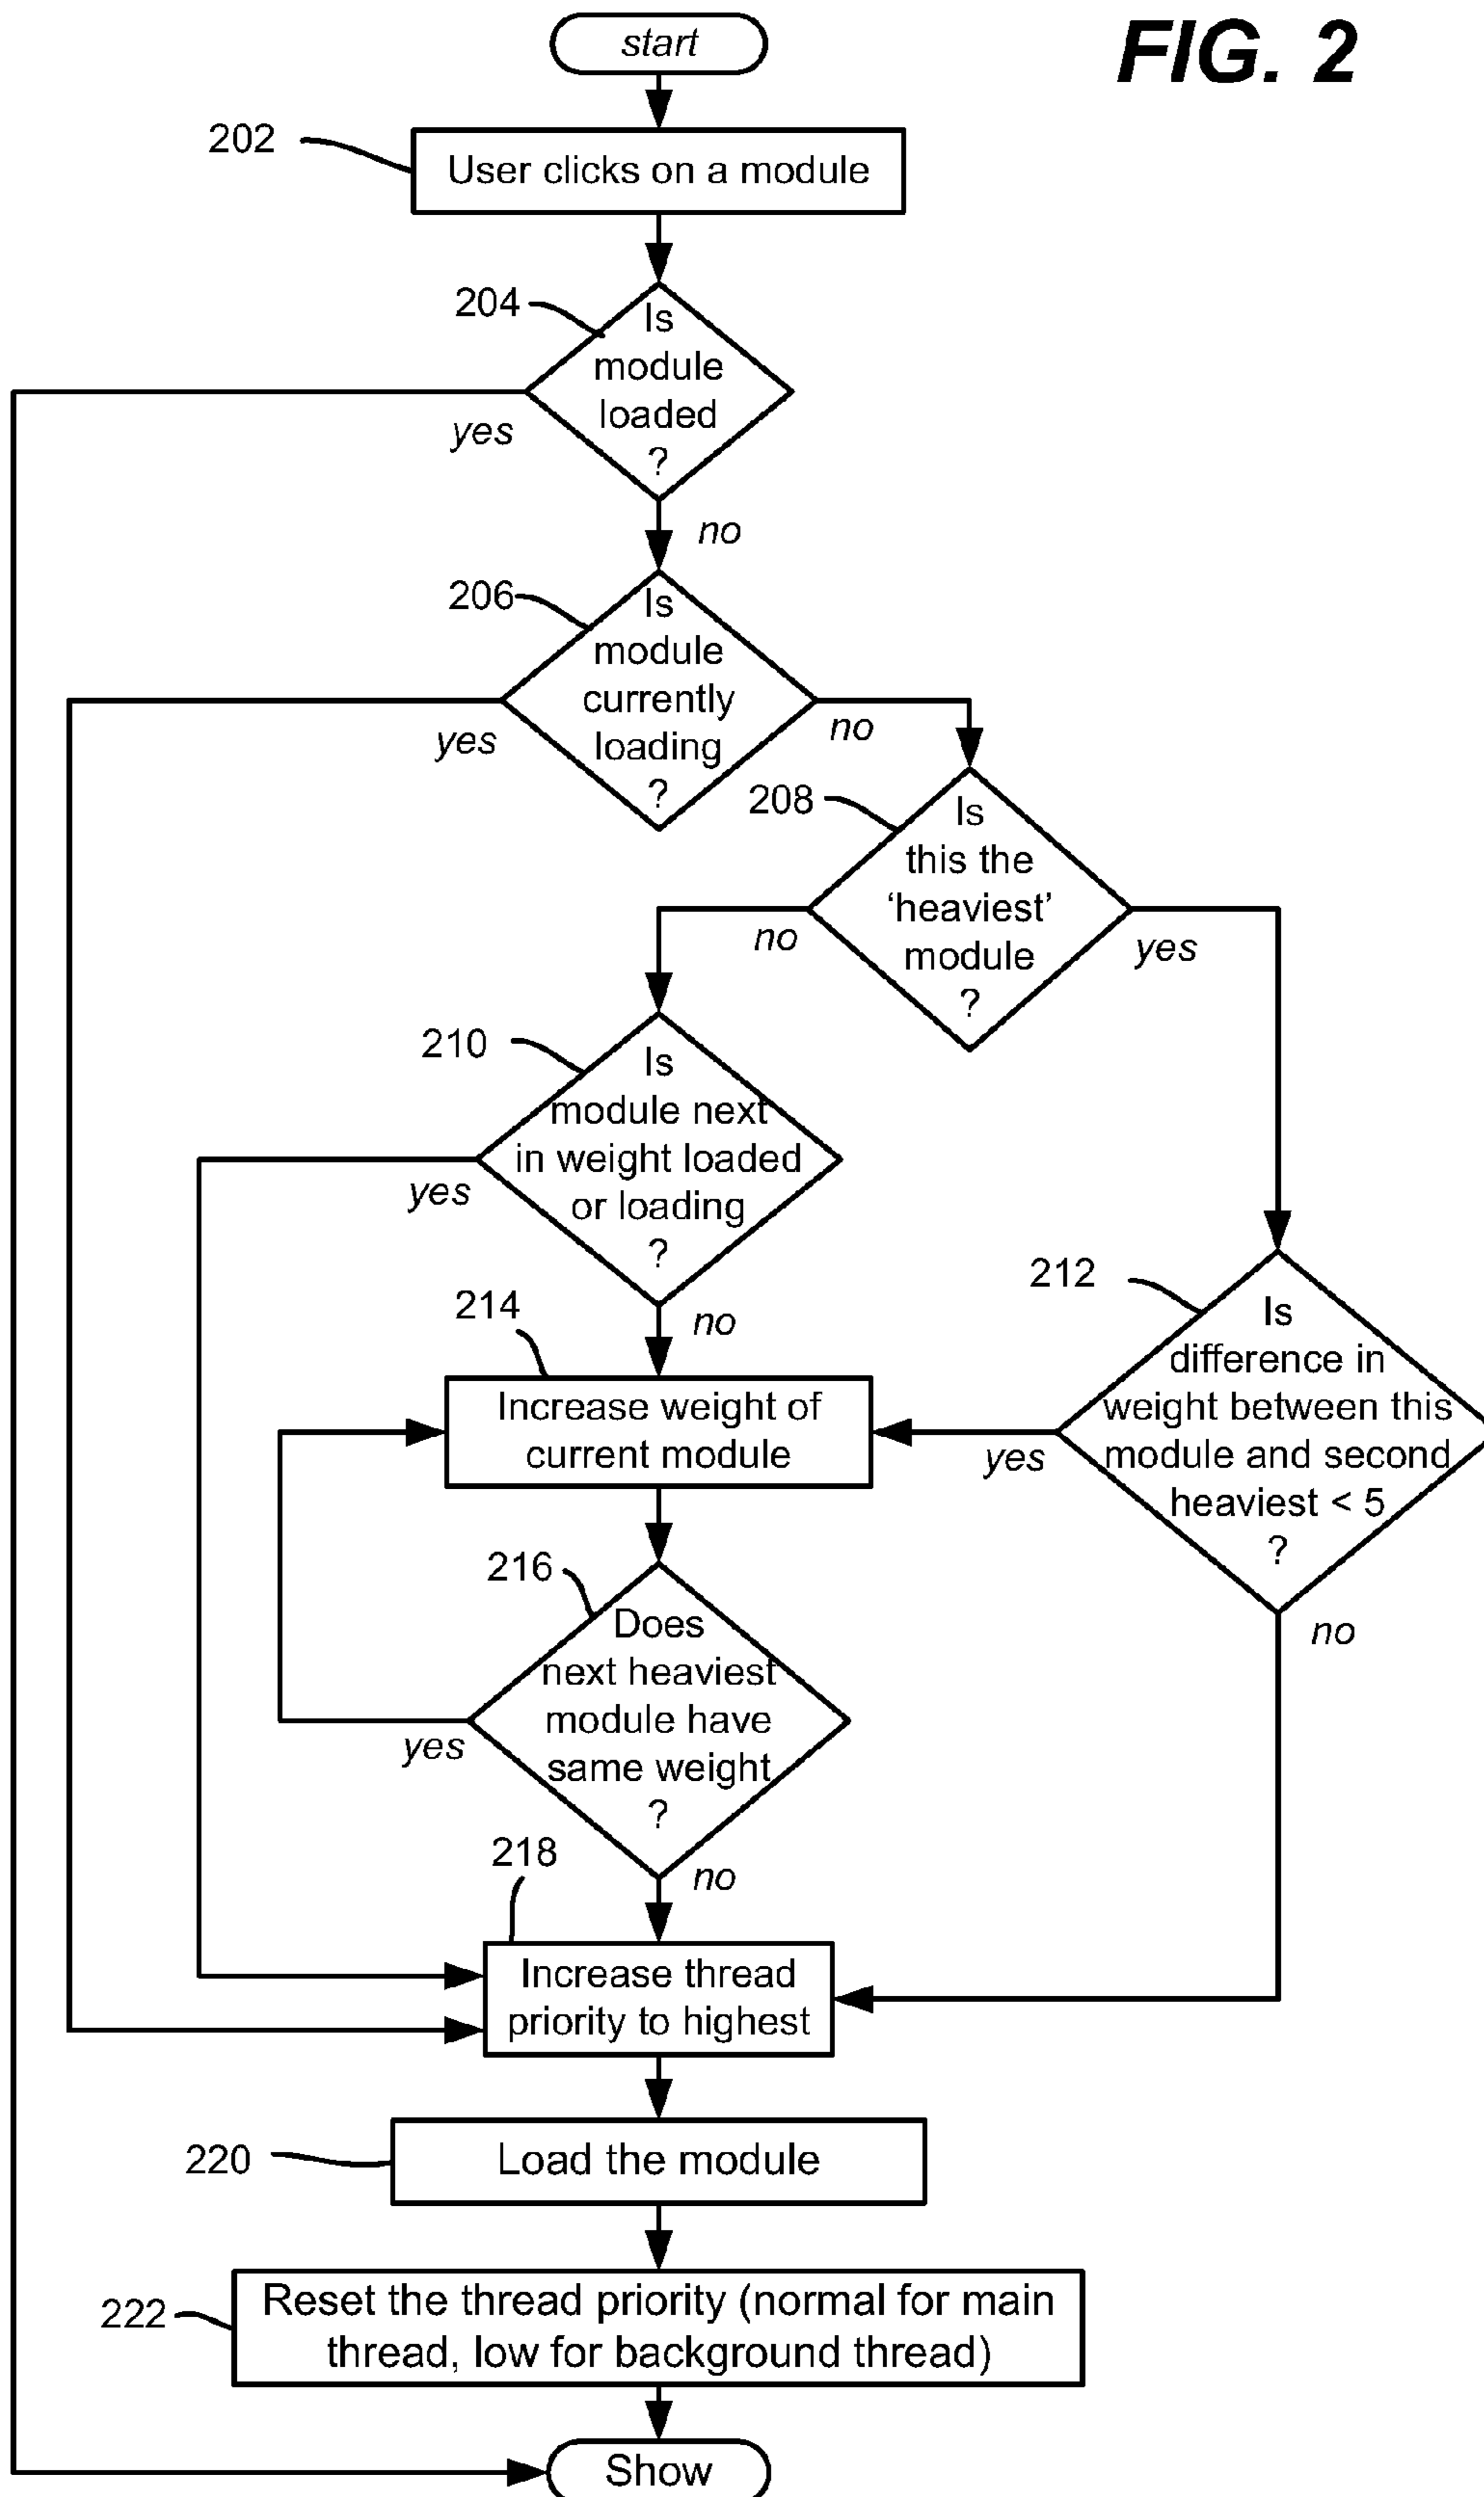 FIG. 2
start
202
User clicks on a module
204
Is
module
loaded
?
yes
no
206
Is
module
currently
loading
?
yes
no
208
Is
this the
‘heaviest’
module
?
no
yes
210
Is
module next
in weight loaded
or loading
?
yes
no
212
Is
difference in
weight between this
module and second
heaviest < 5
?
yes
no
214
Increase weight of
current module
216
Does
next heaviest
module have
same weight
?
yes
no
218
Increase thread
priority to highest
220
Load the module
222
Reset the thread priority (normal for main
thread, low for background thread)
Show